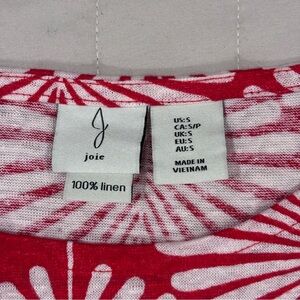 J
joie
100% linen
US:S
CA:S/P
UK:S
EU:S
AU:S
MADE IN
VIETNAM